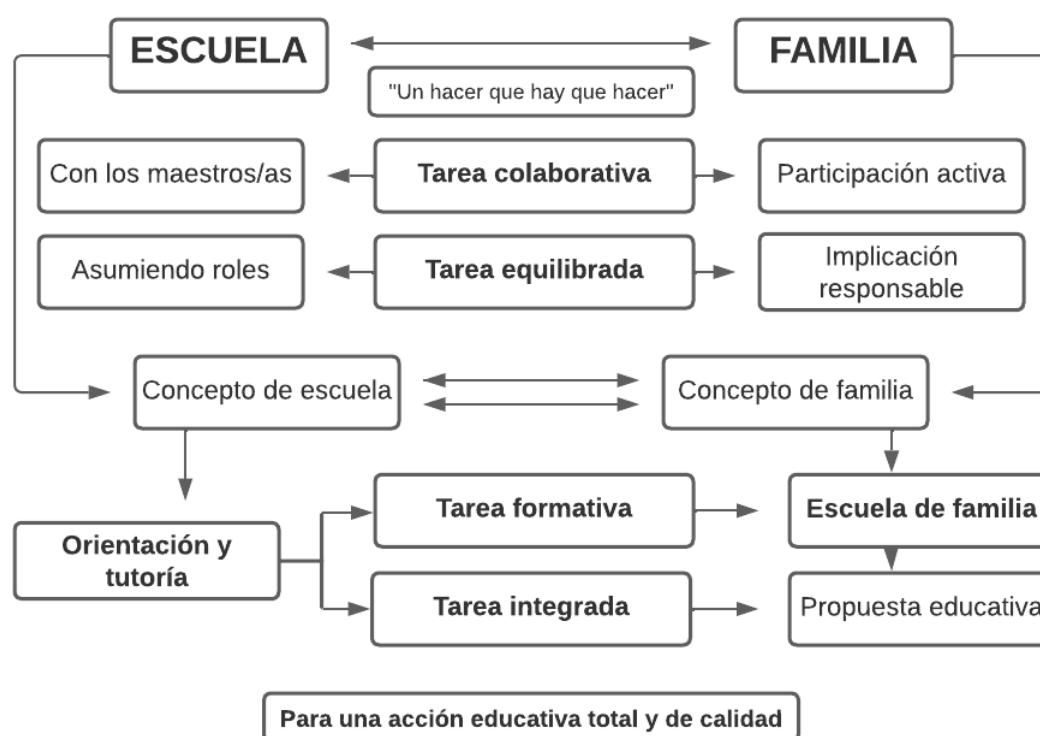 ESCUELA
FAMILIA
"Un hacer que hay que hacer"
Con los maestros/as
Tarea colaborativa
Participación activa
Asumiendo roles
Tarea equilibrada
Implicación
responsable
Concepto de escuela
Concepto de familia
Orientación y
tutoría
Tarea formativa
Escuela de familia
Tarea integrada
Propuesta educativa
Para una acción educativa total y de calidad